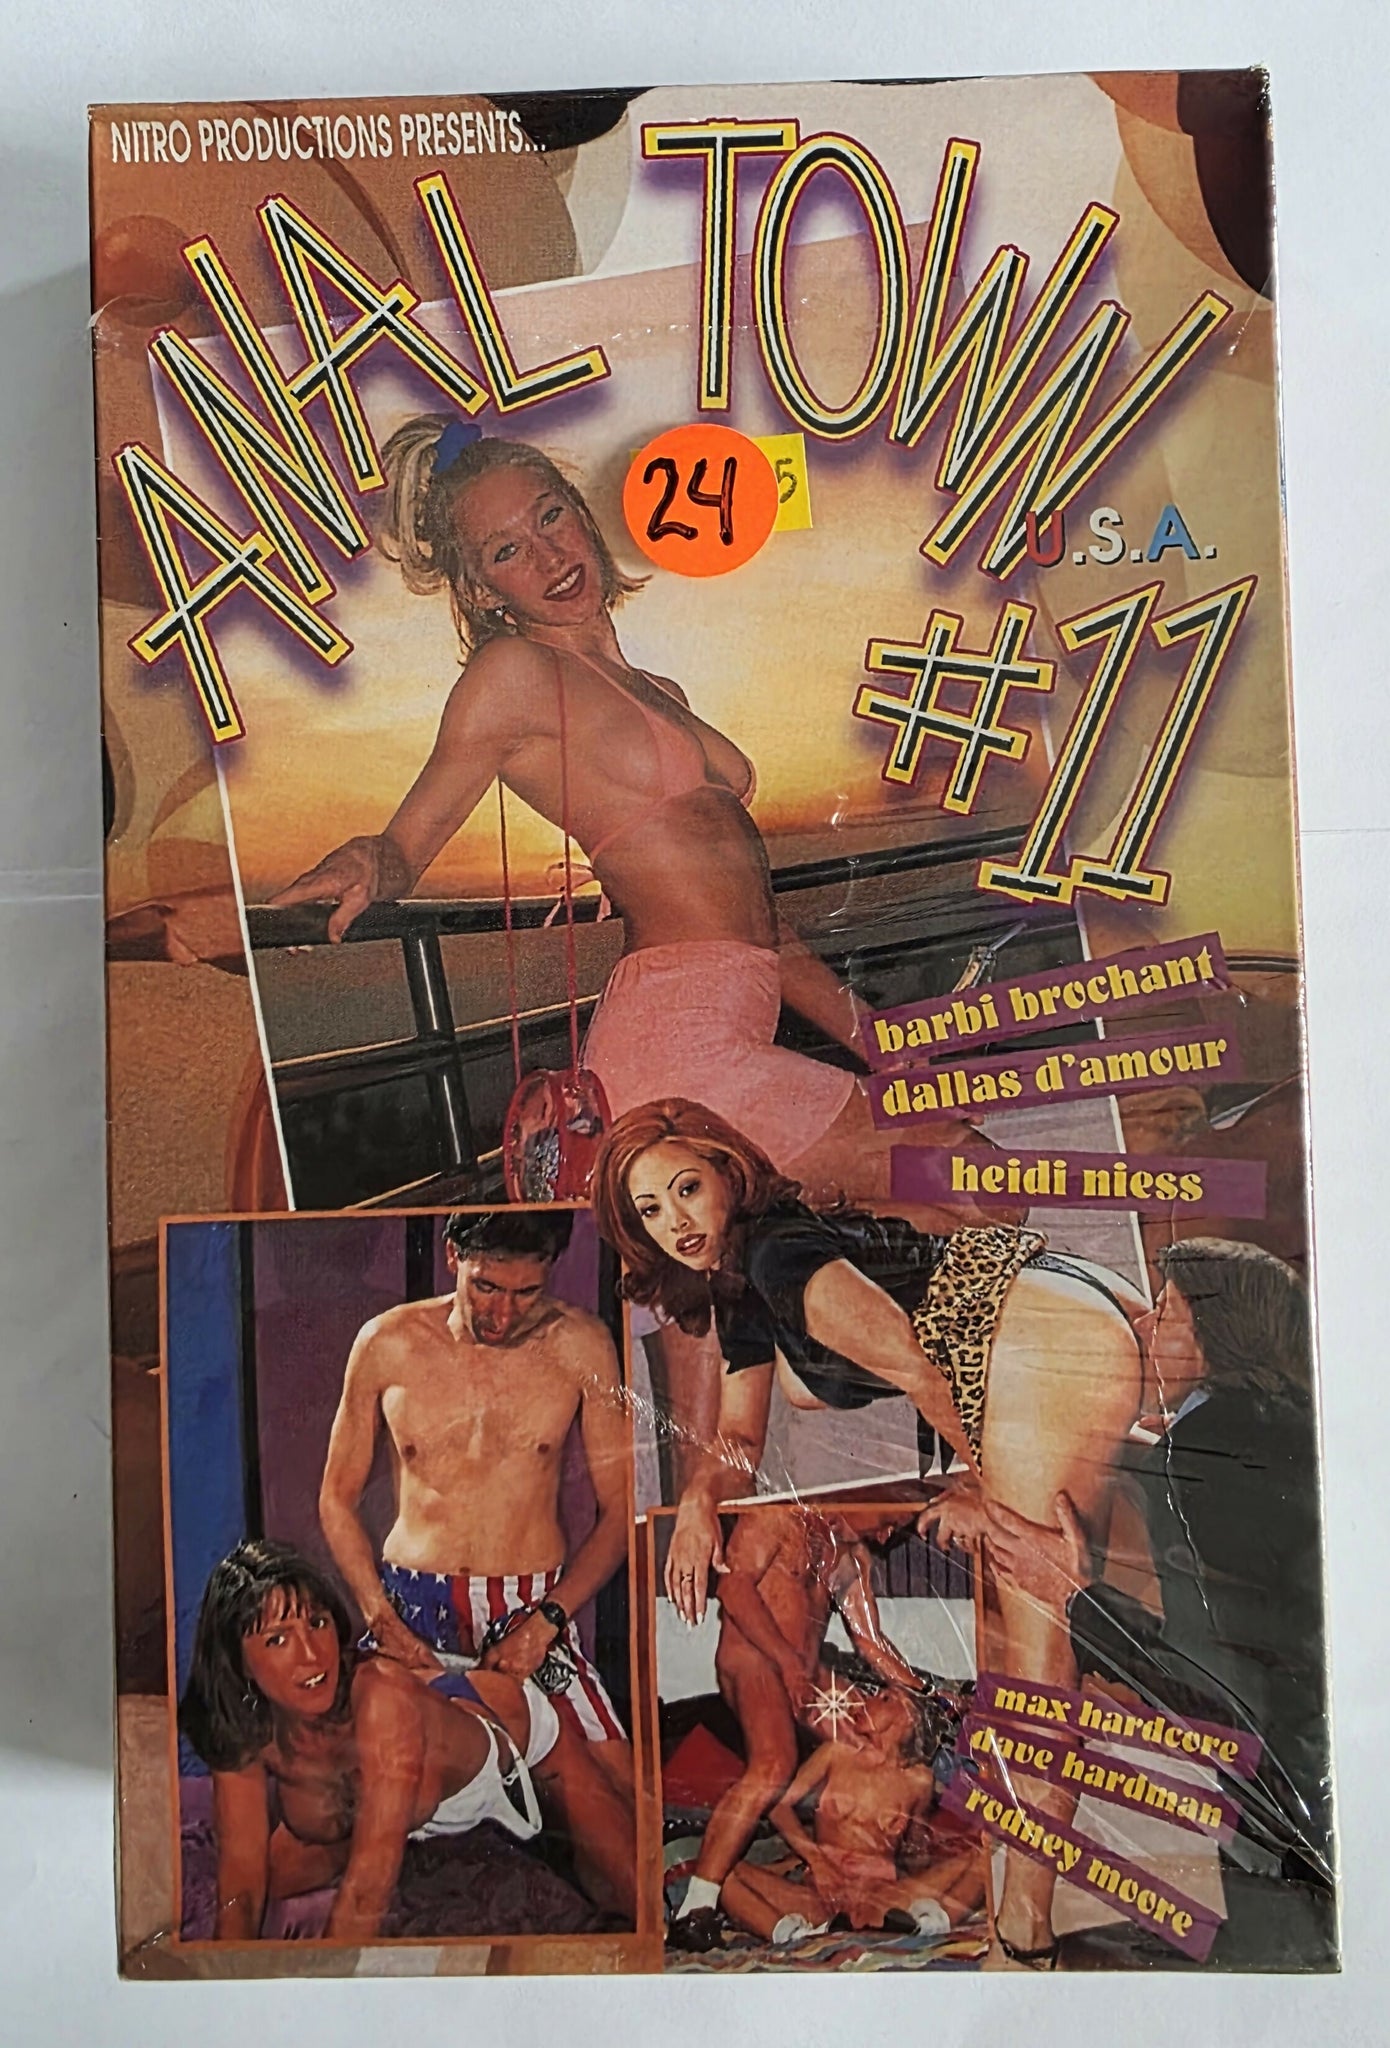 NITRO PRODUCTIONS PRESENTS...
ANAL TOWN
U.S.A.
#11
24
5
barbi brochant
dallas d'amour
heidi niess
max hardcore
dave hardman
rodney moore